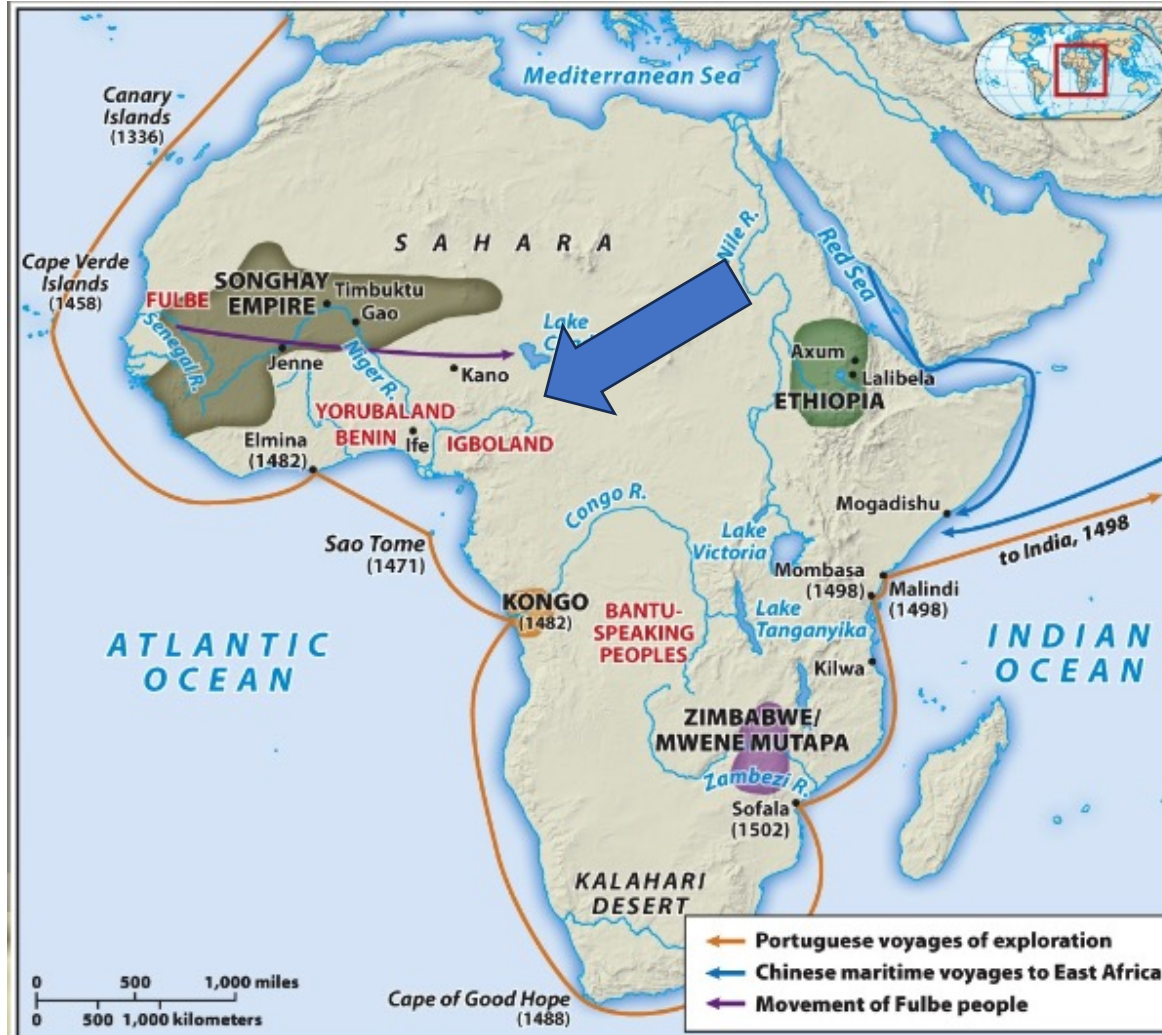 Mediterranean Sea
Canary
Islands
(1336)
SAHARA
Nile R.
Red Sea
Cape Verde
Islands
(1458)
SONGHAY
EMPIRE
Timbuktu
Gao
FULBE
Senegal R.
Jenne
Niger R.
Lake
Kano
Axum
Lalibela
ETHIOPIA
YORUBALAND
BENIN
Ife
IGBOLAND
Elmina
(1482)
Mogadishu
Congo R.
Lake
Victoria
Sao Tome
(1471)
to India, 1498
Mombasa
(1498)
Malindi
(1498)
KONGO
(1482)
BANTU-
SPEAKING
PEOPLES
Lake
Tanganyika
Kilwa
ATLANTIC
OCEAN
INDIAN
OCEAN
ZIMBABWE/
MWENE MUTAPA
Zambezi R.
Sofala
(1502)
KALAHARI
DESERT
Portuguese voyages of exploration
Chinese maritime voyages to East Africa
Movement of Fulbe people
0 500 1,000 miles
0 500 1,000 kilometers
Cape of Good Hope
(1488)